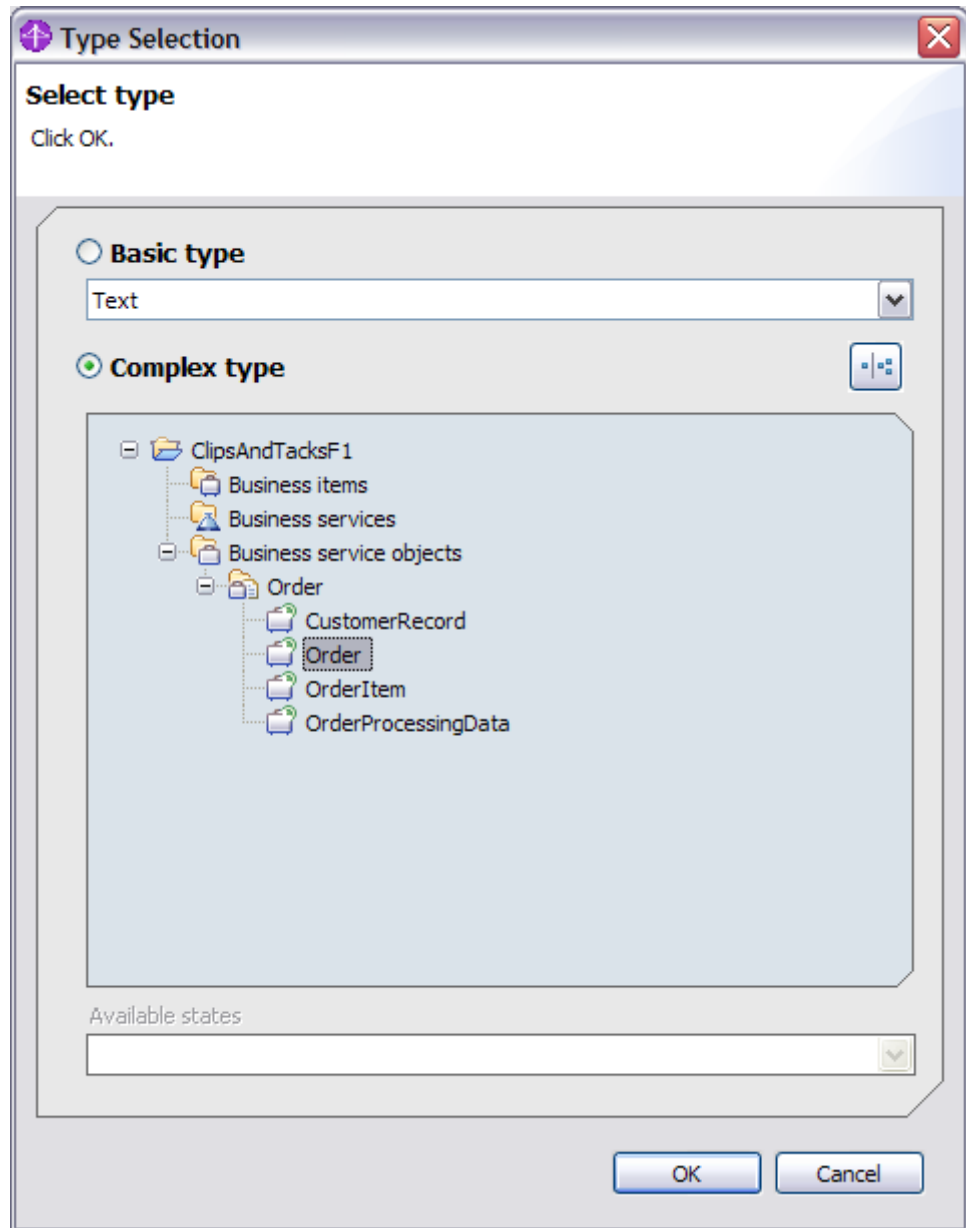 Type Selection
Select type
Click OK.
Basic type
Text
Complex type
ClipsAndTacksF1
Business items
Business services
Business service objects
Order
CustomerRecord
Order
OrderItem
OrderProcessingData
Available states
OK Cancel